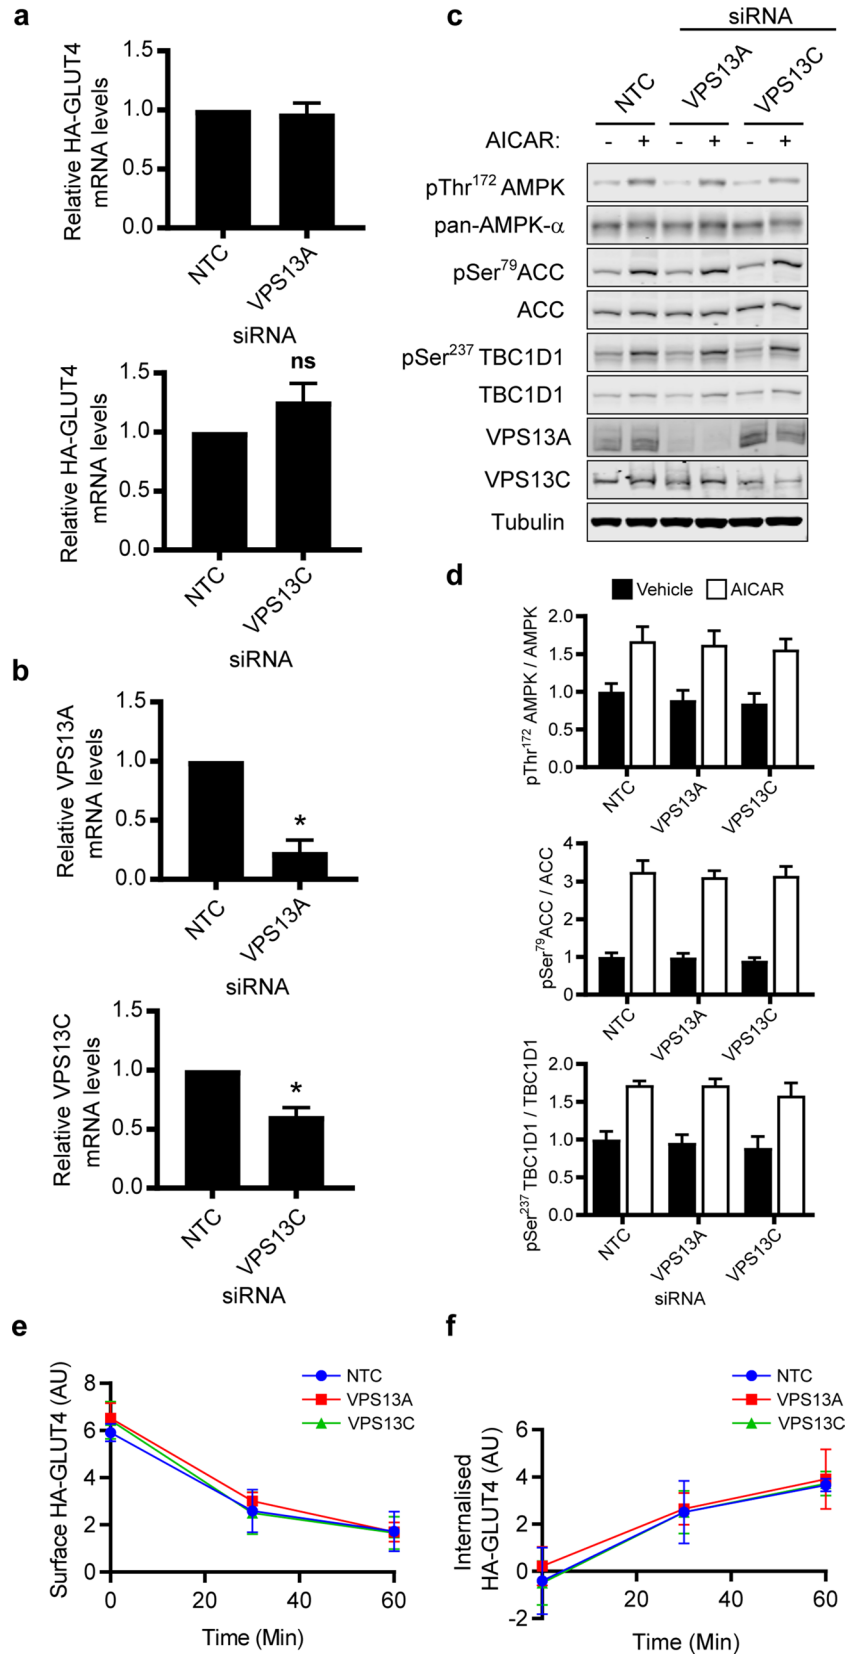 a
1.5
1.0
0.5
0.0
Relative HA-GLUT4
mRNA levels
NTC
VPS13A
siRNA
ns
1.5
1.0
0.5
0.0
Relative HA-GLUT4
mRNA levels
NTC
VPS13C
siRNA
b
1.5
1.0
0.5
0.0
Relative VPS13A
mRNA levels
*
NTC
VPS13A
siRNA
1.5
1.0
0.5
0.0
Relative VPS13C
mRNA levels
*
NTC
VPS13C
siRNA
c
siRNA
NTC
VPS13A
VPS13C
AICAR: - + - + - +
pThr172 AMPK
pan-AMPK-α
pSer79ACC
ACC
pSer237 TBC1D1
TBC1D1
VPS13A
VPS13C
Tubulin
d
Vehicle AICAR
2.0
1.5
1.0
0.5
0.0
pThr172 AMPK / AMPK
NTC
VPS13A
VPS13C
4
3
2
1
0
pSer79ACC / ACC
NTC
VPS13A
VPS13C
2.0
1.5
1.0
0.5
0.0
pSer237 TBC1D1 / TBC1D1
NTC
VPS13A
VPS13C
siRNA
e
NTC
VPS13A
VPS13C
8
6
4
2
0
Surface HA-GLUT4 (AU)
0 20 40 60
Time (Min)
f
NTC
VPS13A
VPS13C
6
4
2
0
-2
Internalised
HA-GLUT4 (AU)
20 40 60
Time (Min)